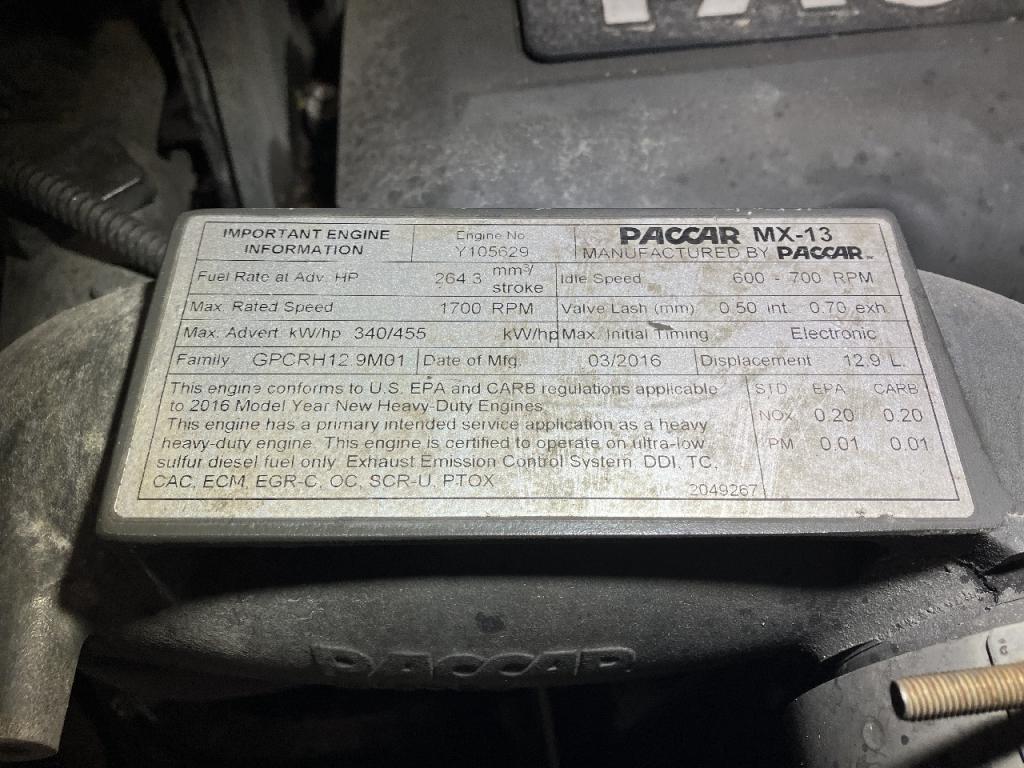 IMPORTANT ENGINE INFORMATION
Engine No
Y105629
PACCAR MX-13
MANUFACTURED BY PACCAR
Fuel Rate at Adv. HP 264.3 mm³/stroke
Idle Speed 600 - 700 RPM
Max. Rated Speed 1700 RPM
Valve Lash (mm) 0.50 int. 0.70 exh.
Max. Advert. kW/hp 340/455 kW/hp
Max. Initial Timing Electronic
Family GPCRH12.9M01
Date of Mfg. 03/2016
Displacement 12.9 L.
This engine conforms to U.S. EPA and CARB regulations applicable
to 2016 Model Year New Heavy-Duty Engines.
This engine has a primary intended service application as a heavy
heavy-duty engine. This engine is certified to operate on ultra-low
sulfur diesel fuel only. Exhaust Emission Control System: DDI, TC,
CAC, ECM, EGR-C, OC, SCR-U, PTOX
STD EPA CARB
NOX 0.20 0.20
PM 0.01 0.01
2049267
PACCAR